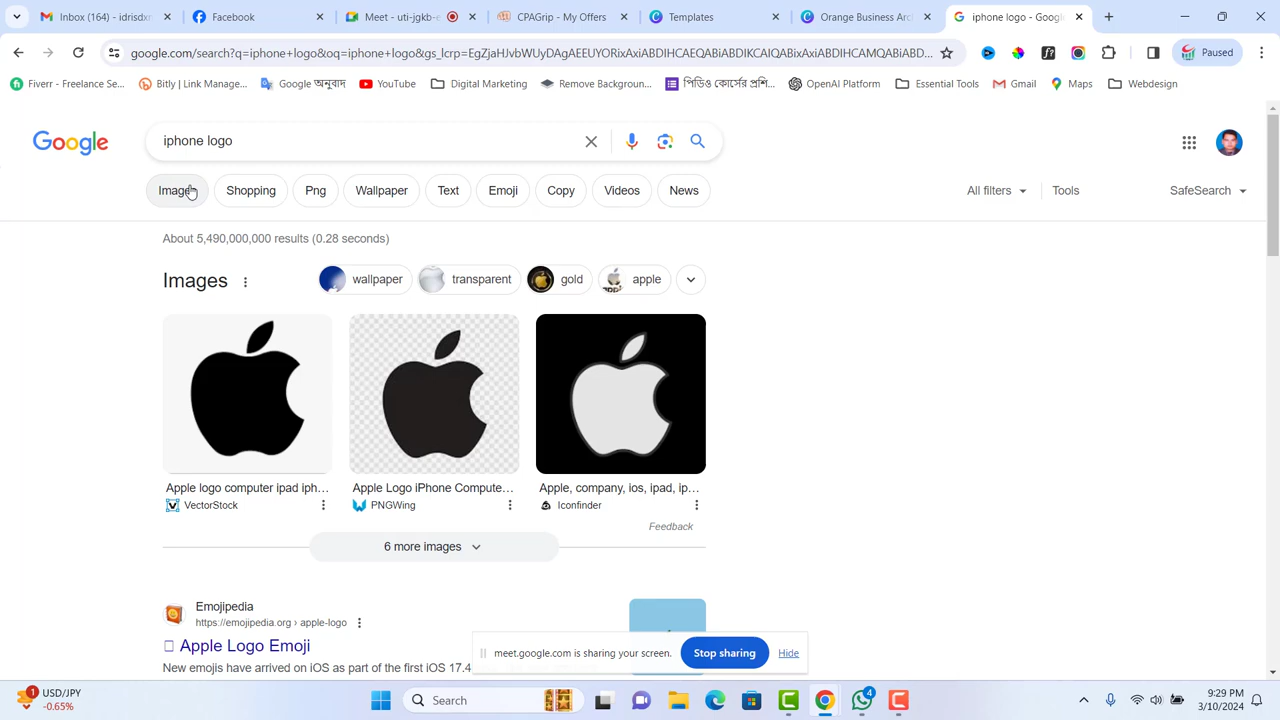 Inbox (164) - idrisdx
Facebook
Meet - uti-jgkb-e
CPAGrip - My Offers
Templates
Orange Business Arc
iphone logo - Goog
google.com/search?q=iphone+logo&oq=iphone+logo&gs_lcrp=EgZjaHJvbWUyDAgAEEUYORixAxiABDIHCAEQABiABDIKCAIQABixAxiABDIHCAMQABiABD...
Paused
Fiverr - Freelance Se...
Bitly | Link Manage...
Google অনুবাদ
YouTube
Digital Marketing
Remove Background...
পিডিও কোর্সের প্রশি...
OpenAI Platform
Essential Tools
Gmail
Maps
Webdesign
Google
iphone logo
Images
Shopping
Png
Wallpaper
Text
Emoji
Copy
Videos
News
All filters
Tools
SafeSearch
About 5,490,000,000 results (0.28 seconds)
Images
wallpaper
transparent
gold
apple
Apple logo computer ipad iph...
VectorStock
Apple Logo iPhone Compute...
PNGWing
Apple, company, ios, ipad, ip...
Iconfinder
Feedback
6 more images
Emojipedia
https://emojipedia.org › apple-logo
Apple Logo Emoji
New emojis have arrived on iOS as part of the first iOS 17.4
meet.google.com is sharing your screen.
Stop sharing
Hide
1
USD/JPY
-0.65%
Search
4
9:29 PM
3/10/2024